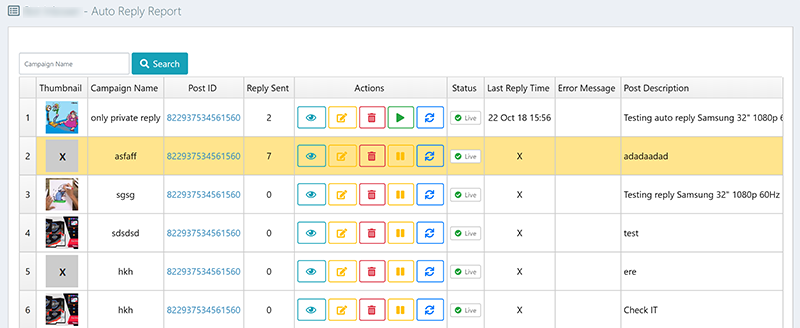 - Auto Reply Report
Campaign Name Search
Thumbnail Campaign Name Post ID Reply Sent Actions Status Last Reply Time Error Message Post Description
1 only private reply 822937534561560 2 Live 22 Oct 18 15:56 Testing auto reply Samsung 32" 1080p 6
2 X asfaff 822937534561560 7 Live X adadaadad
3 sgsg 822937534561560 0 Live X Testing reply Samsung 32" 1080p 60Hz
4 sdsdsd 822937534561560 0 Live X test
5 X hkh 822937534561560 0 Live X ere
6 hkh 822937534561560 0 Live X Check IT